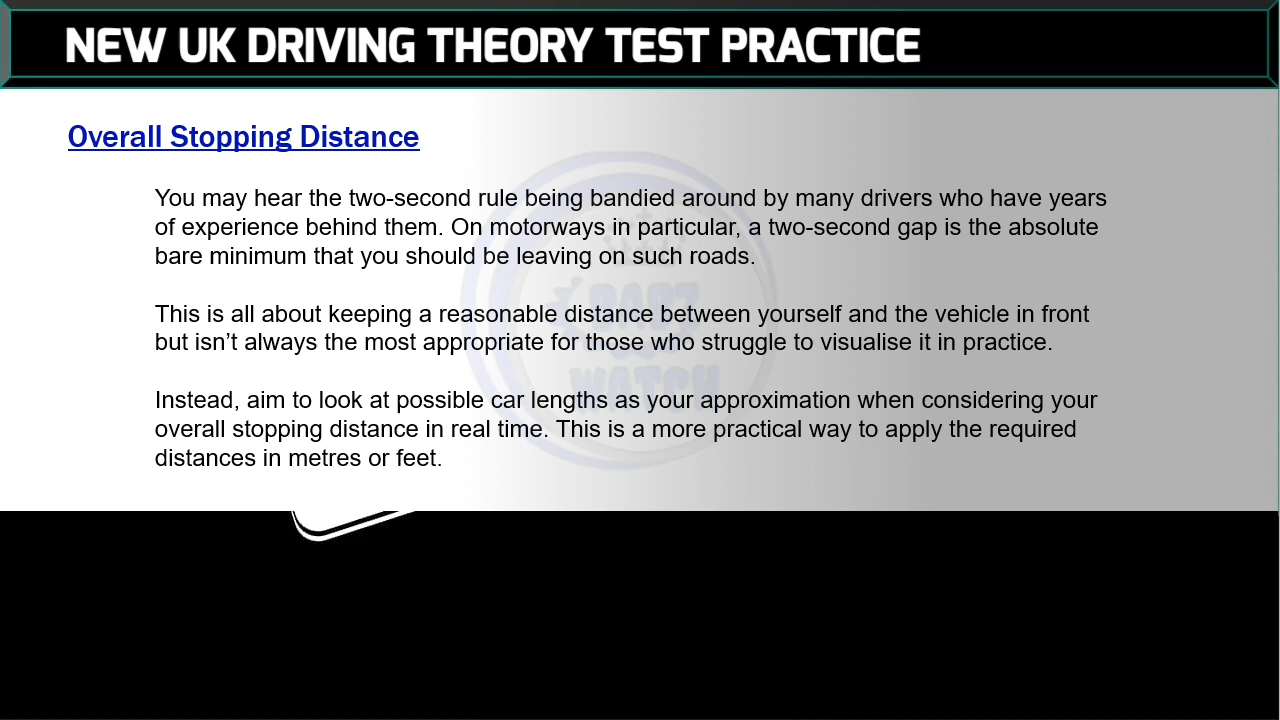 NEW UK DRIVING THEORY TEST PRACTICE
Overall Stopping Distance
You may hear the two-second rule being bandied around by many drivers who have years
of experience behind them. On motorways in particular, a two-second gap is the absolute
bare minimum that you should be leaving on such roads.
This is all about keeping a reasonable distance between yourself and the vehicle in front
but isn’t always the most appropriate for those who struggle to visualise it in practice.
Instead, aim to look at possible car lengths as your approximation when considering your
overall stopping distance in real time. This is a more practical way to apply the required
distances in metres or feet.
WATCH